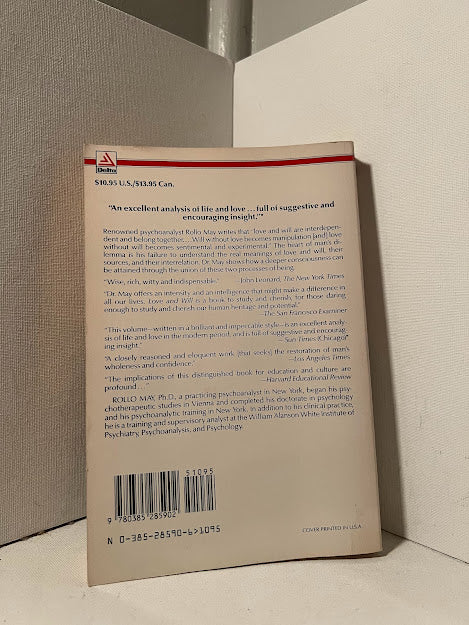 Delta
$10.95 U.S./$13.95 Can.
"An excellent analysis of life and love ... full of suggestive and
encouraging insight."*
Renowned psychoanalyst Rollo May writes that "love and will are interdepen-
dent and belong together. . . . Will without love becomes manipulation [and] love
without will becomes sentimental and experimental." The heart of man's di-
lemma is his failure to understand the real meanings of love and will, their
sources, and their interrelation. Dr. May shows how a deeper consciousness can
be attained through the union of these two processes of being.
"Wise, rich, witty and indispensable." —John Leonard, The New York Times
"Dr. May offers an intensity and an intelligence that might make a difference in
all our lives. Love and Will is a book to study and cherish, for those daring
enough to study and cherish our human heritage and potential."
—The San Francisco Examiner
"This volume—written in a brilliant and impeccable style—is an excellent analy-
sis of life and love in the modern period, and is full of suggestive and encourag-
ing insight." —Sun Times (Chicago)*
"A closely reasoned and eloquent work (that seeks) the restoration of man's
wholeness and confidence." —Los Angeles Times
"The implications of this distinguished book for education and culture are
profound . . ." —Harvard Educational Review
ROLLO MAY, Ph.D., a practicing psychoanalyst in New York, began his psy-
chotherapeutic studies in Vienna and completed his doctorate in psychology
and his psychoanalytic training in New York. In addition to his clinical practice,
he is a training and supervisory analyst at the William Alanson White Institute of
Psychiatry, Psychoanalysis, and Psychology.
51095
9 780385 285902
N 0-385-28590-6>1095
COVER PRINTED IN U.S.A.